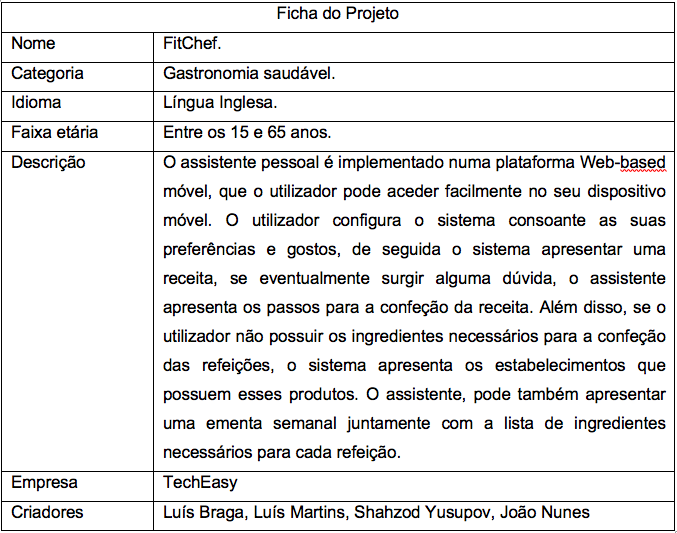 Ficha do Projeto
Nome FitChef.
Categoria Gastronomia saudável.
Idioma Língua Inglesa.
Faixa etária Entre os 15 e 65 anos.
Descrição O assistente pessoal é implementado numa plataforma Web-based
móvel, que o utilizador pode aceder facilmente no seu dispositivo
móvel. O utilizador configura o sistema consoante as suas
preferências e gostos, de seguida o sistema apresentar uma
receita, se eventualmente surgir alguma dúvida, o assistente
apresenta os passos para a confeção da receita. Além disso, se o
utilizador não possuir os ingredientes necessários para a confeção
das refeições, o sistema apresenta os estabelecimentos que
possuem esses produtos. O assistente, pode também apresentar
uma ementa semanal juntamente com a lista de ingredientes
necessários para cada refeição.
Empresa TechEasy
Criadores Luís Braga, Luís Martins, Shahzod Yusupov, João Nunes